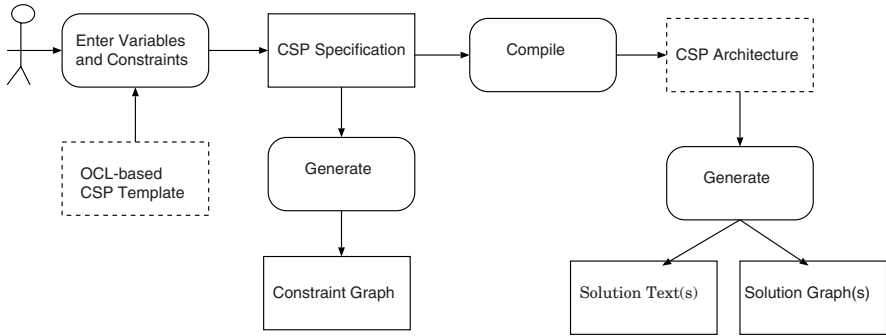 Enter Variables
and Constraints
CSP Specification
Compile
CSP Architecture
OCL-based
CSP Template
Generate
Generate
Constraint Graph
Solution Text(s)
Solution Graph(s)